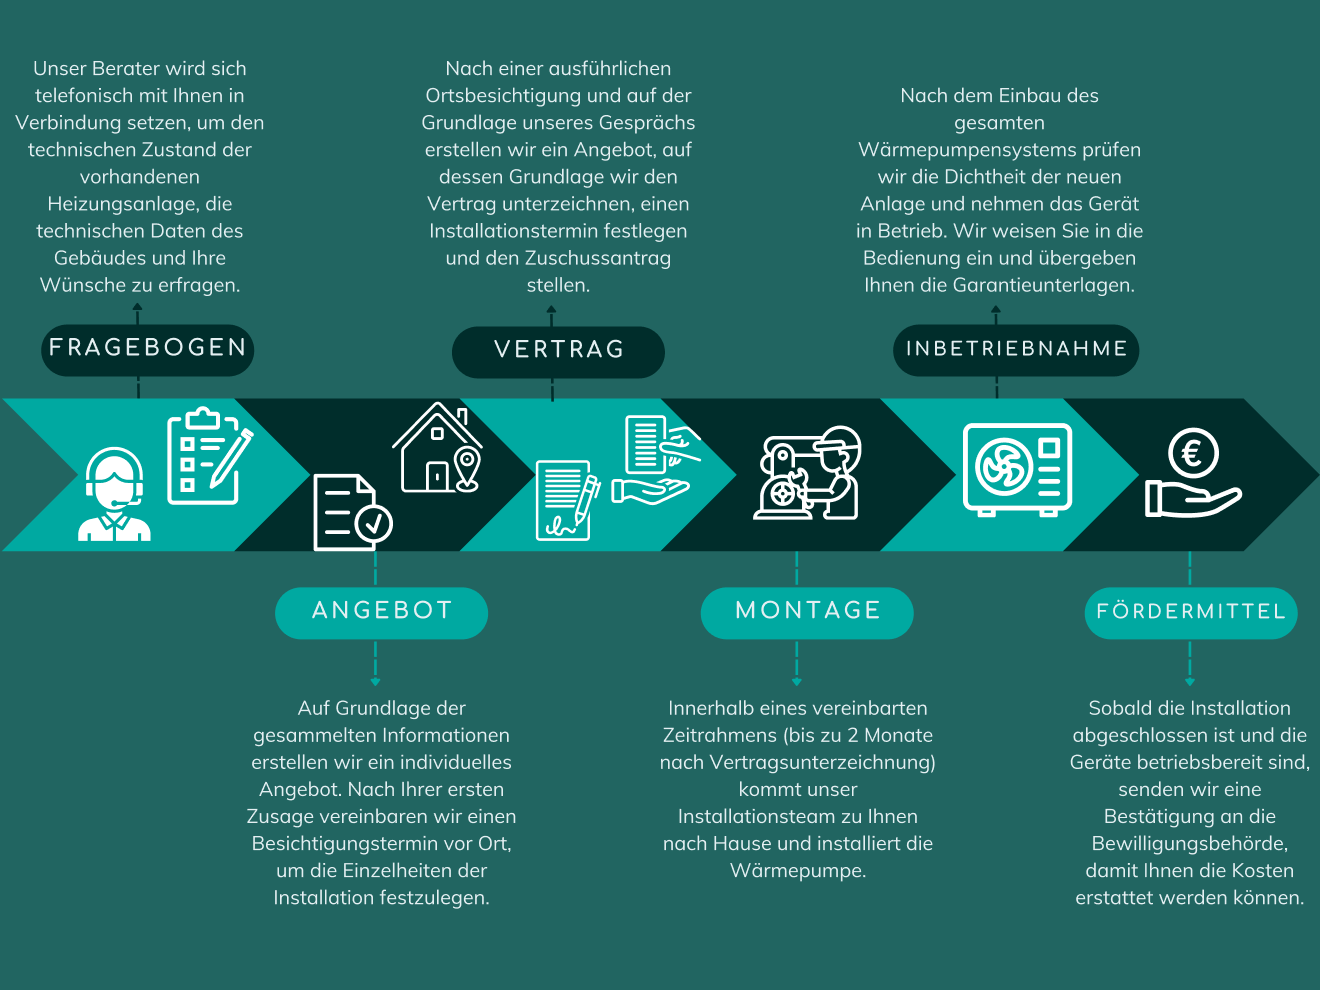 Unser Berater wird sich
telefonisch mit Ihnen in
Verbindung setzen, um den
technischen Zustand der
vorhandenen
Heizungsanlage, die
technischen Daten des
Gebäudes und Ihre
Wünsche zu erfragen.
FRAGEBOGEN
Auf Grundlage der
gesammelten Informationen
erstellen wir ein individuelles
Angebot. Nach Ihrer ersten
Zusage vereinbaren wir einen
Besichtigungstermin vor Ort,
um die Einzelheiten der
Installation festzulegen.
ANGEBOT
Nach einer ausführlichen
Ortsbesichtigung und auf der
Grundlage unseres Gesprächs
erstellen wir ein Angebot, auf
dessen Grundlage wir den
Vertrag unterzeichnen, einen
Installationstermin festlegen
und den Zuschussantrag
stellen.
VERTRAG
MONTAGE
Innerhalb eines vereinbarten
Zeitrahmens (bis zu 2 Monate
nach Vertragsunterzeichnung)
kommt unser
Installationsteam zu Ihnen
nach Hause und installiert die
Wärmepumpe.
Nach dem Einbau des
gesamten
Wärmepumpensystems prüfen
wir die Dichtheit der neuen
Anlage und nehmen das Gerät
in Betrieb. Wir weisen Sie in die
Bedienung ein und übergeben
Ihnen die Garantieunterlagen.
INBETRIEBNAHME
€
FÖRDERMITTEL
Sobald die Installation
abgeschlossen ist und die
Geräte betriebsbereit sind,
senden wir eine
Bestätigung an die
Bewilligungsbehörde,
damit Ihnen die Kosten
erstattet werden können.